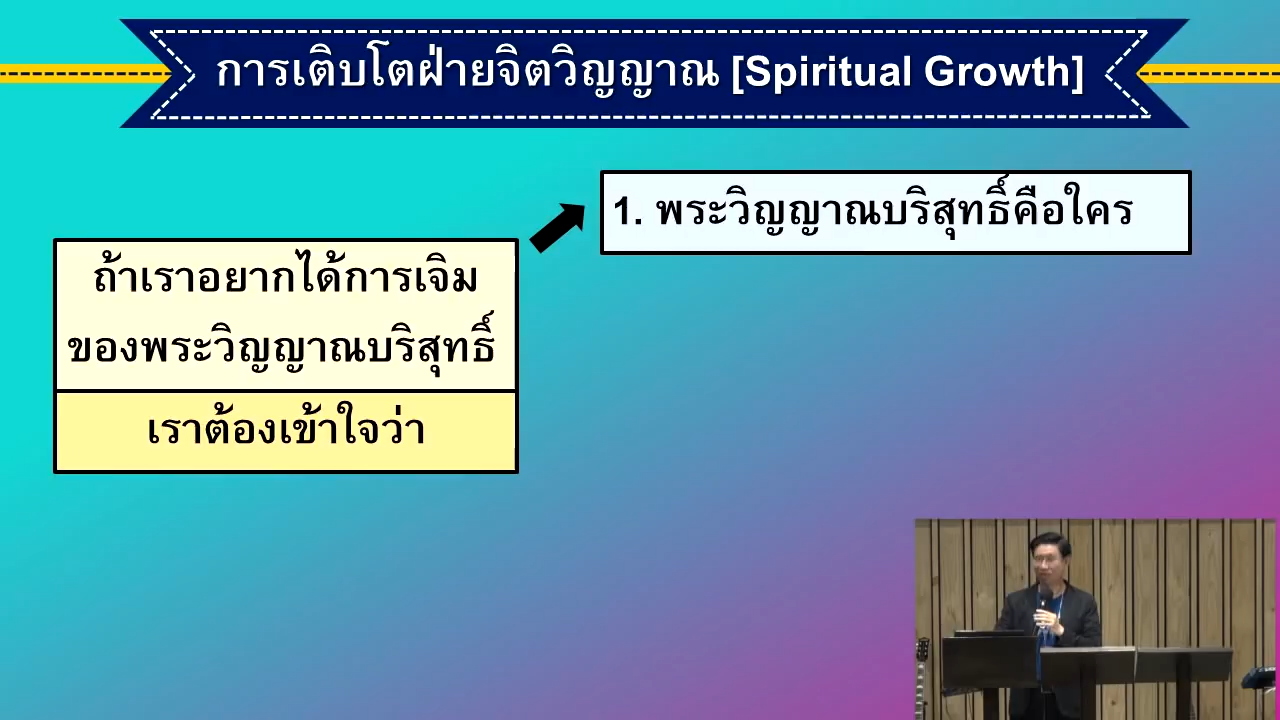 การเติบโตฝ่ายจิตวิญญาณ [Spiritual Growth]
1. พระวิญญาณบริสุทธิ์คือใคร
ถ้าเราอยากได้การเจิม
ของพระวิญญาณบริสุทธิ์
เราต้องเข้าใจว่า